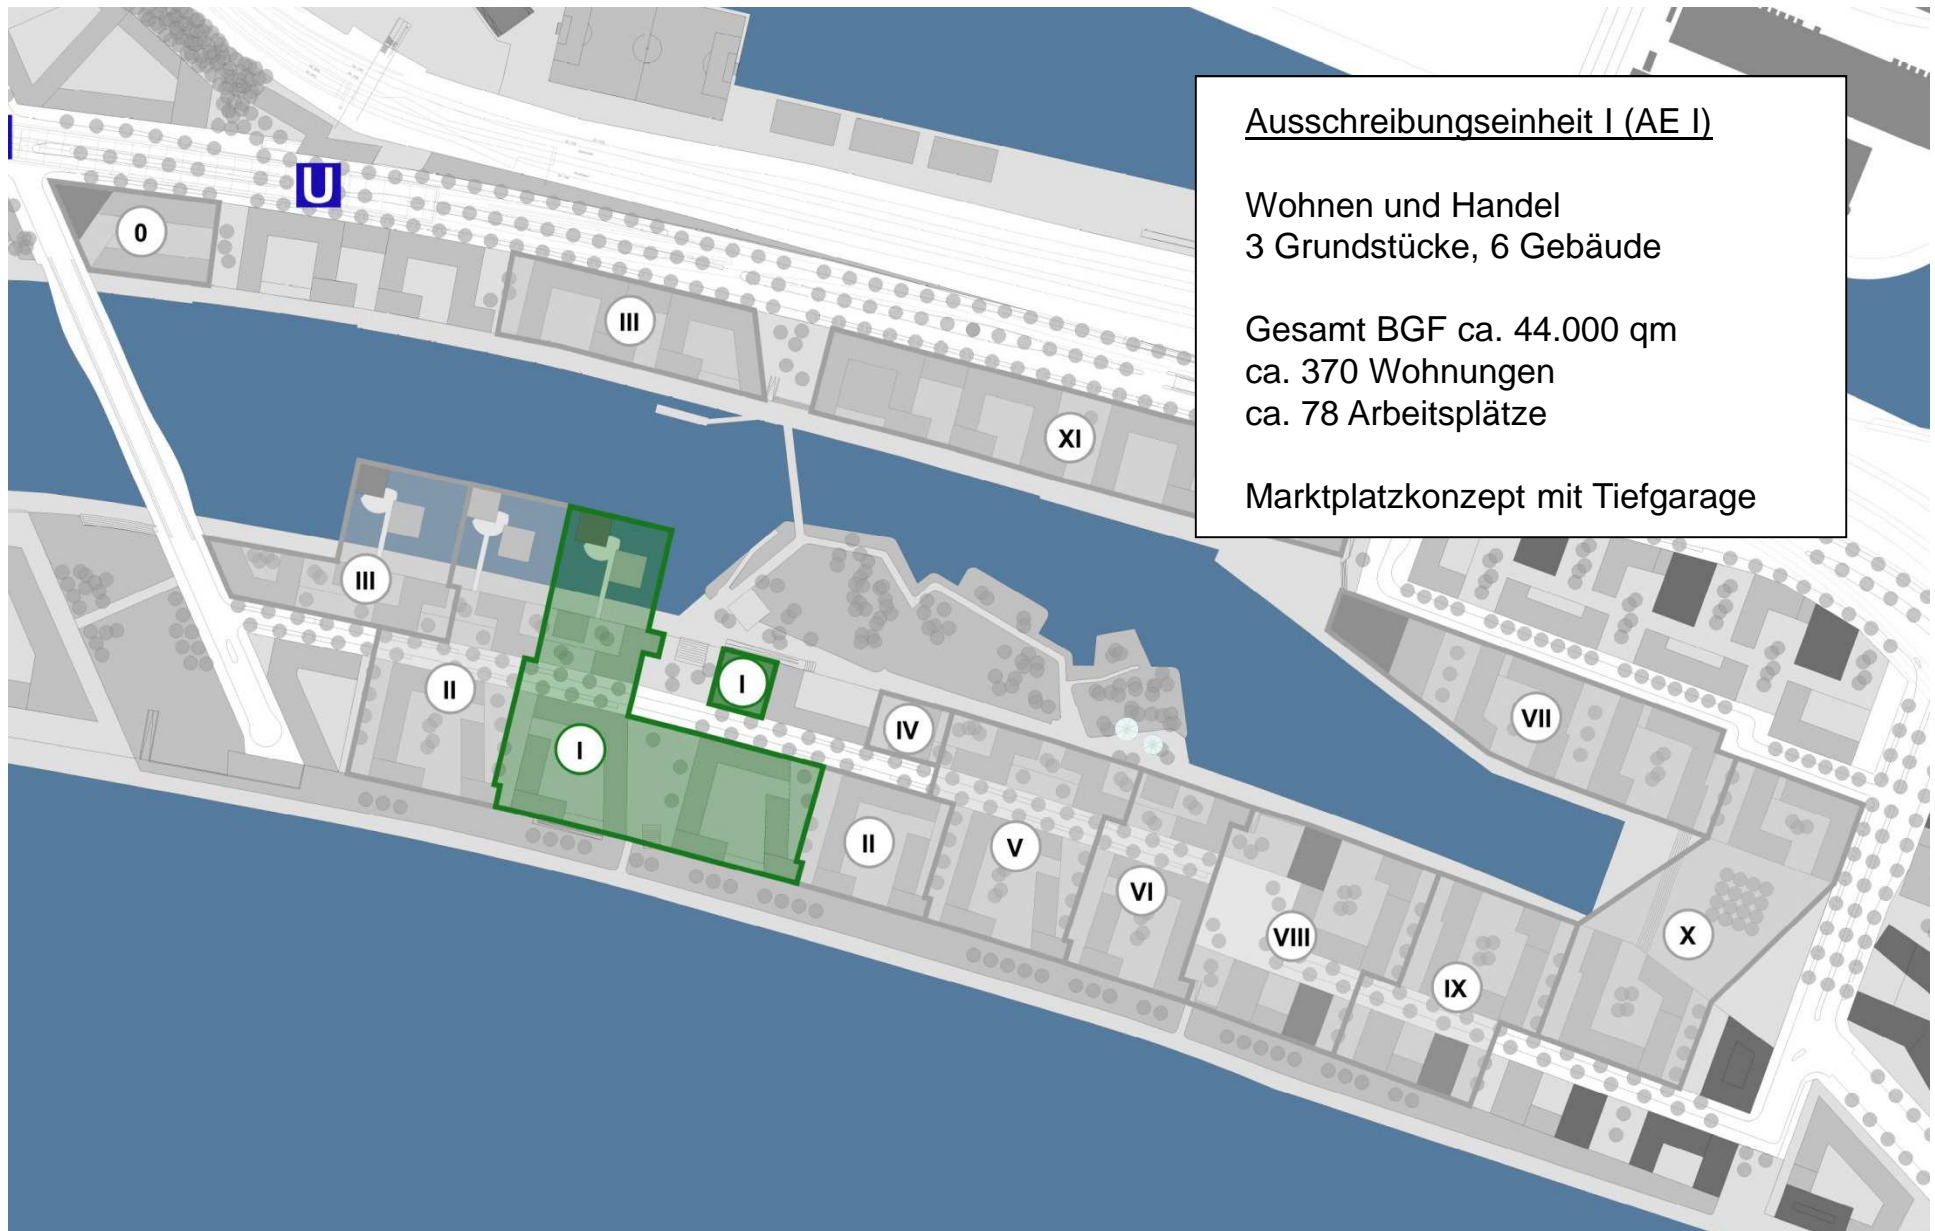 Ausschreibungseinheit I (AE I)
Wohnen und Handel
3 Grundstücke, 6 Gebäude
Gesamt BGF ca. 44.000 qm
ca. 370 Wohnungen
ca. 78 Arbeitsplätze
Marktplatzkonzept mit Tiefgarage
U
0
III
XI
III
II
I
I
IV
II
V
VI
VII
VIII
IX
X